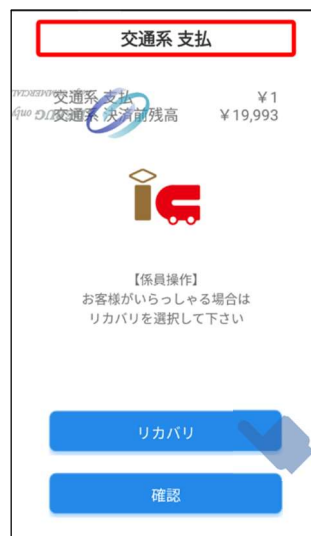 交通系 支払
交通系 支払 ￥1
交通系 決済前残高 ￥19,993
【係員操作】
お客様がいらっしゃる場合は
リカバリを選択して下さい
リカバリ
確認